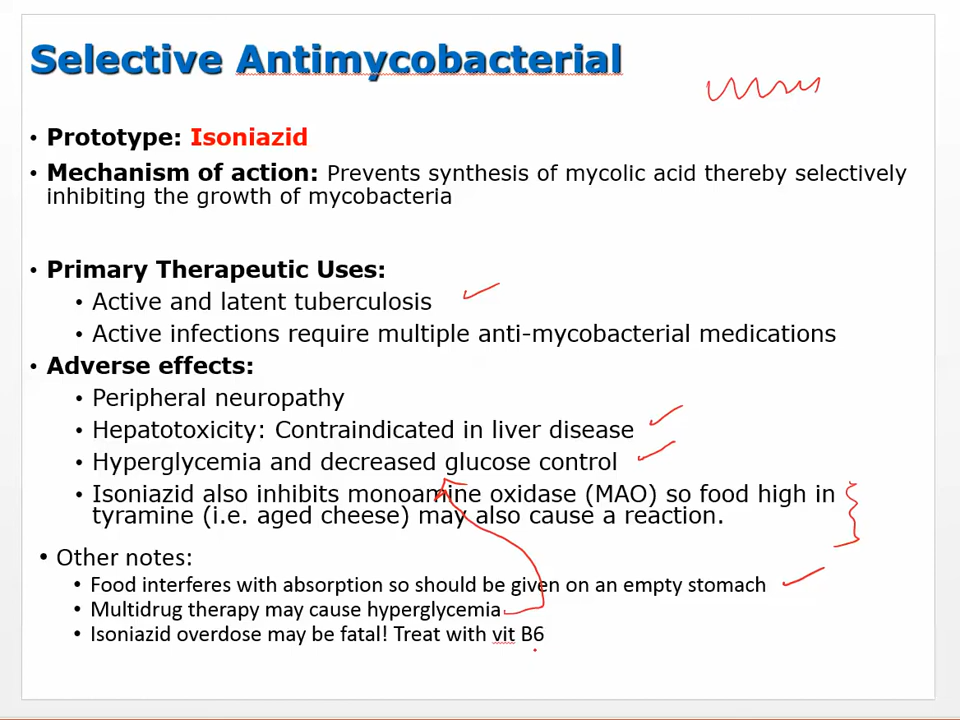 Selective Antimycobacterial
• Prototype: Isoniazid
• Mechanism of action: Prevents synthesis of mycolic acid thereby selectively
inhibiting the growth of mycobacteria
• Primary Therapeutic Uses:
• Active and latent tuberculosis
• Active infections require multiple anti-mycobacterial medications
• Adverse effects:
• Peripheral neuropathy
• Hepatotoxicity: Contraindicated in liver disease
• Hyperglycemia and decreased glucose control
• Isoniazid also inhibits monoamine oxidase (MAO) so food high in
tyramine (i.e. aged cheese) may also cause a reaction.
• Other notes:
• Food interferes with absorption so should be given on an empty stomach
• Multidrug therapy may cause hyperglycemia
• Isoniazid overdose may be fatal! Treat with vit B6